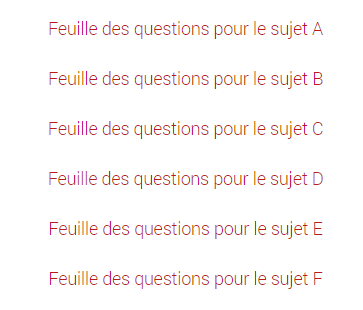 Feuille des questions pour le sujet A
Feuille des questions pour le sujet B
Feuille des questions pour le sujet C
Feuille des questions pour le sujet D
Feuille des questions pour le sujet E
Feuille des questions pour le sujet F